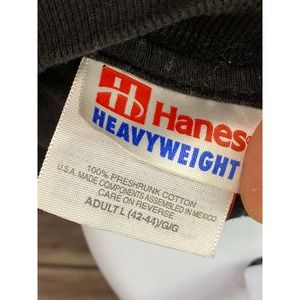 Hanes
HEAVYWEIGHT
100% PRESHRUNK COTTON
U.S.A. MADE COMPONENTS ASSEMBLED IN MEXICO
CARE ON REVERSE
ADULT L (42-44)/G/G